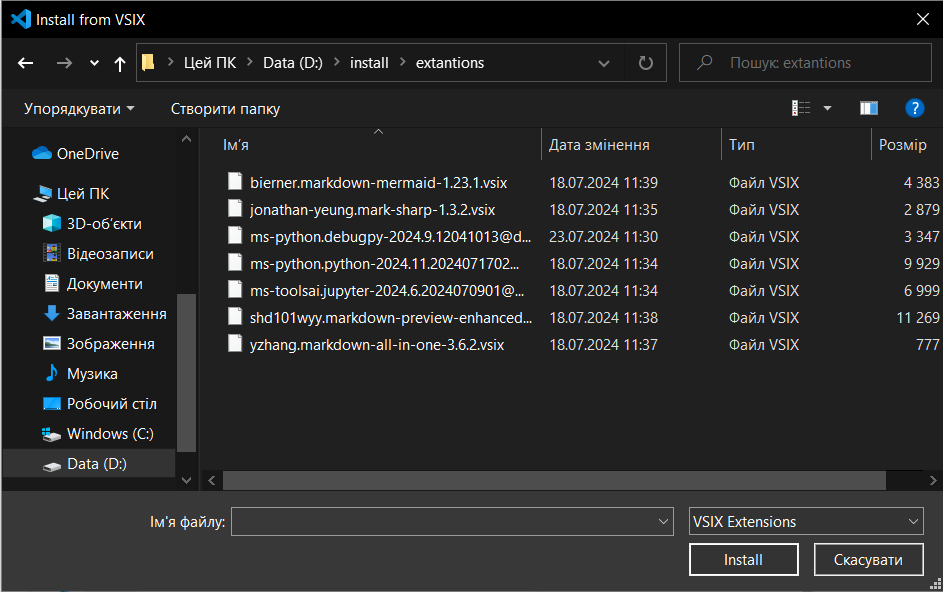 Install from VSIX
Цей ПК Data (D:) install extantions Пошук: extantions
Упорядкувати Створити папку
Ім’я Дата змінення Тип Розмір
OneDrive
Цей ПК
3D-об’єкти
Відеозаписи
Документи
Завантаження
Зображення
Музика
Робочий стіл
Windows (C:)
Data (D:)
bierner.markdown-mermaid-1.23.1.vsix 18.07.2024 11:39 Файл VSIX 4 383
jonathan-yeung.mark-sharp-1.3.2.vsix 18.07.2024 11:35 Файл VSIX 2 879
ms-python.debugpy-2024.9.12041013@d... 23.07.2024 11:30 Файл VSIX 3 347
ms-python.python-2024.11.2024071702... 18.07.2024 11:34 Файл VSIX 9 929
ms-toolsai.jupyter-2024.6.2024070901@... 18.07.2024 11:34 Файл VSIX 6 999
shd101wyy.markdown-preview-enhanced... 18.07.2024 11:38 Файл VSIX 11 269
yzhang.markdown-all-in-one-3.6.2.vsix 18.07.2024 11:37 Файл VSIX 777
Ім'я файлу: VSIX Extensions
Install Скасувати